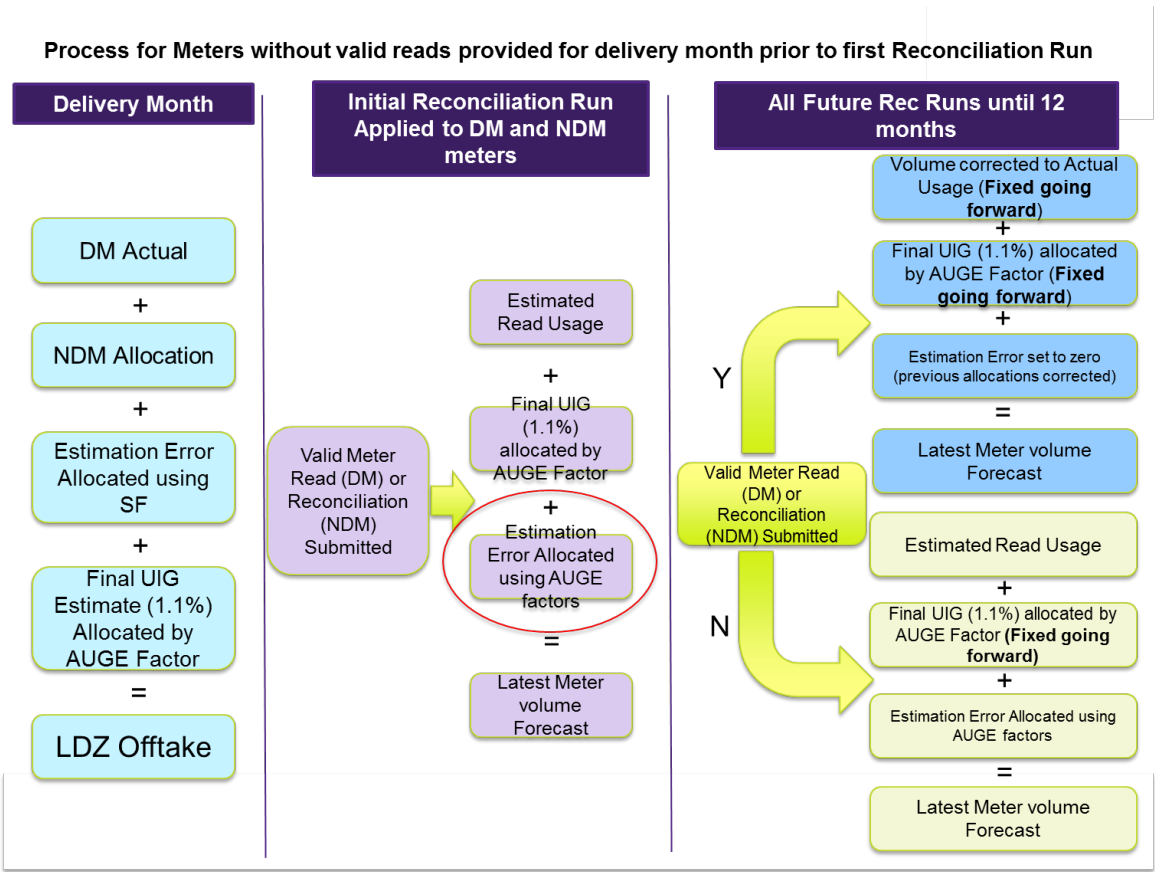 Process for Meters without valid reads provided for delivery month prior to first Reconciliation Run
Delivery Month
DM Actual
+
NDM Allocation
+
Estimation Error
Allocated using
SF
+
Final UIG
Estimate (1.1%)
Allocated by
AUGE Factor
=
LDZ Offtake
Initial Reconciliation Run
Applied to DM and NDM
meters
Valid Meter
Read (DM) or
Reconciliation
(NDM)
Submitted
Estimated
Read Usage
+
Final UIG
(1.1%)
allocated by
AUGE Factor
+
Estimation
Error Allocated
using AUGE
factors
=
Latest Meter
volume
Forecast
All Future Rec Runs until 12
months
Valid Meter Read
(DM) or
Reconciliation
(NDM) Submitted
Y
Volume corrected to Actual
Usage (Fixed going
forward)
+
Final UIG (1.1%) allocated
by AUGE Factor (Fixed
going forward)
+
Estimation Error set to zero
(previous allocations corrected)
=
Latest Meter volume
Forecast
N
Estimated Read Usage
+
Final UIG (1.1%) allocated by
AUGE Factor (Fixed going
forward)
+
Estimation Error Allocated using
AUGE factors
=
Latest Meter volume
Forecast